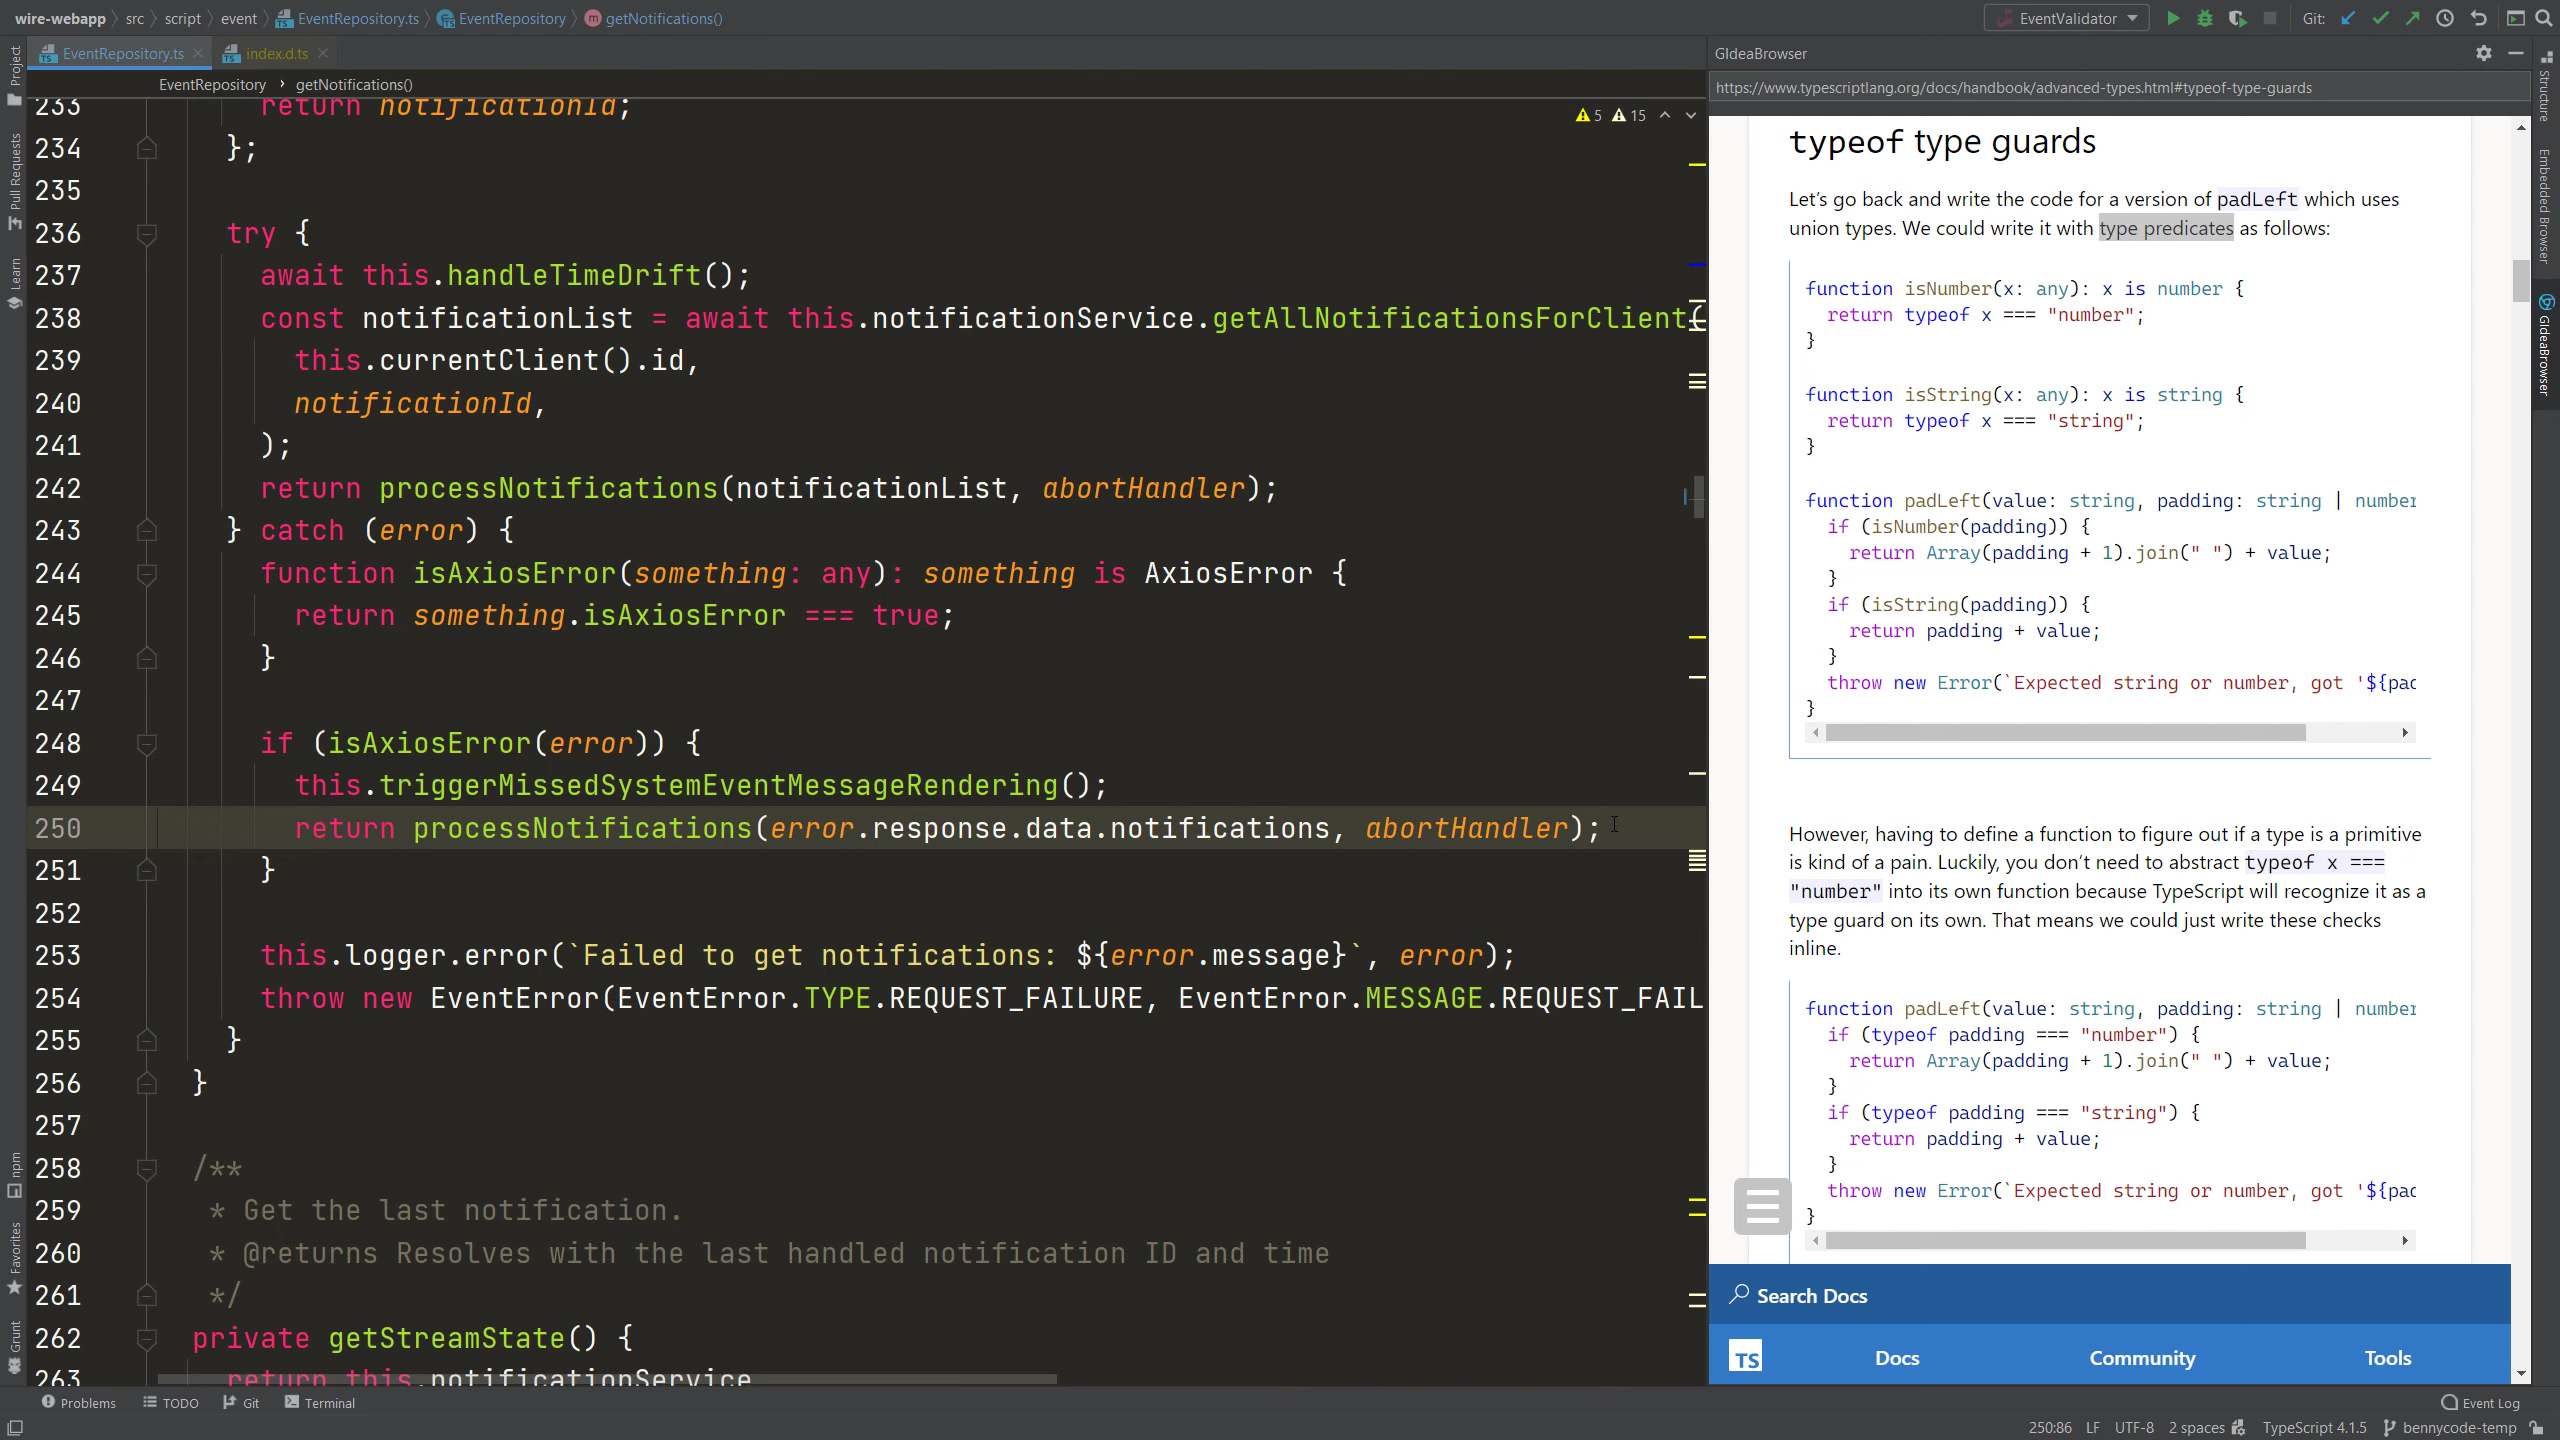 wire-webapp src script event EventRepository.ts EventRepository getNotifications() EventValidator Git:
EventRepository.ts index.d.ts
EventRepository getNotifications()
5 15
233 return notificationId;
234 };
235
236 try {
237 await this.handleTimeDrift();
238 const notificationList = await this.notificationService.getAllNotificationsForClient(
239 this.currentClient().id,
240 notificationId,
241 );
242 return processNotifications(notificationList, abortHandler);
243 } catch (error) {
244 function isAxiosError(something: any): something is AxiosError {
245 return something.isAxiosError === true;
246 }
247
248 if (isAxiosError(error)) {
249 this.triggerMissedSystemEventMessageRendering();
250 return processNotifications(error.response.data.notifications, abortHandler);
251 }
252
253 this.logger.error(`Failed to get notifications: ${error.message}`, error);
254 throw new EventError(EventError.TYPE.REQUEST_FAILURE, EventError.MESSAGE.REQUEST_FAIL
255 }
256 }
257
258 /**
259 * Get the last notification.
260 * @returns Resolves with the last handled notification ID and time
261 */
262 private getStreamState() {
263 return this.notificationService
Project
Pull Requests
Learn
npm
Favorites
Grunt
GIdeaBrowser
https://www.typescriptlang.org/docs/handbook/advanced-types.html#typeof-type-guards
typeof type guards
Let's go back and write the code for a version of padLeft which uses
union types. We could write it with type predicates as follows:
function isNumber(x: any): x is number {
return typeof x === "number";
}
function isString(x: any): x is string {
return typeof x === "string";
}
function padLeft(value: string, padding: string | number
if (isNumber(padding)) {
return Array(padding + 1).join(" ") + value;
}
if (isString(padding)) {
return padding + value;
}
throw new Error(`Expected string or number, got '${pad
}
However, having to define a function to figure out if a type is a primitive
is kind of a pain. Luckily, you don't need to abstract typeof x ===
"number" into its own function because TypeScript will recognize it as a
type guard on its own. That means we could just write these checks
inline.
function padLeft(value: string, padding: string | number
if (typeof padding === "number") {
return Array(padding + 1).join(" ") + value;
}
if (typeof padding === "string") {
return padding + value;
}
throw new Error(`Expected string or number, got '${pad
}
Search Docs
TS Docs Community Tools
Structure
Embedded Browser
GIdeaBrowser
Problems TODO Git Terminal Event Log
250:86 LF UTF-8 2 spaces TypeScript 4.1.5 bennycode-temp